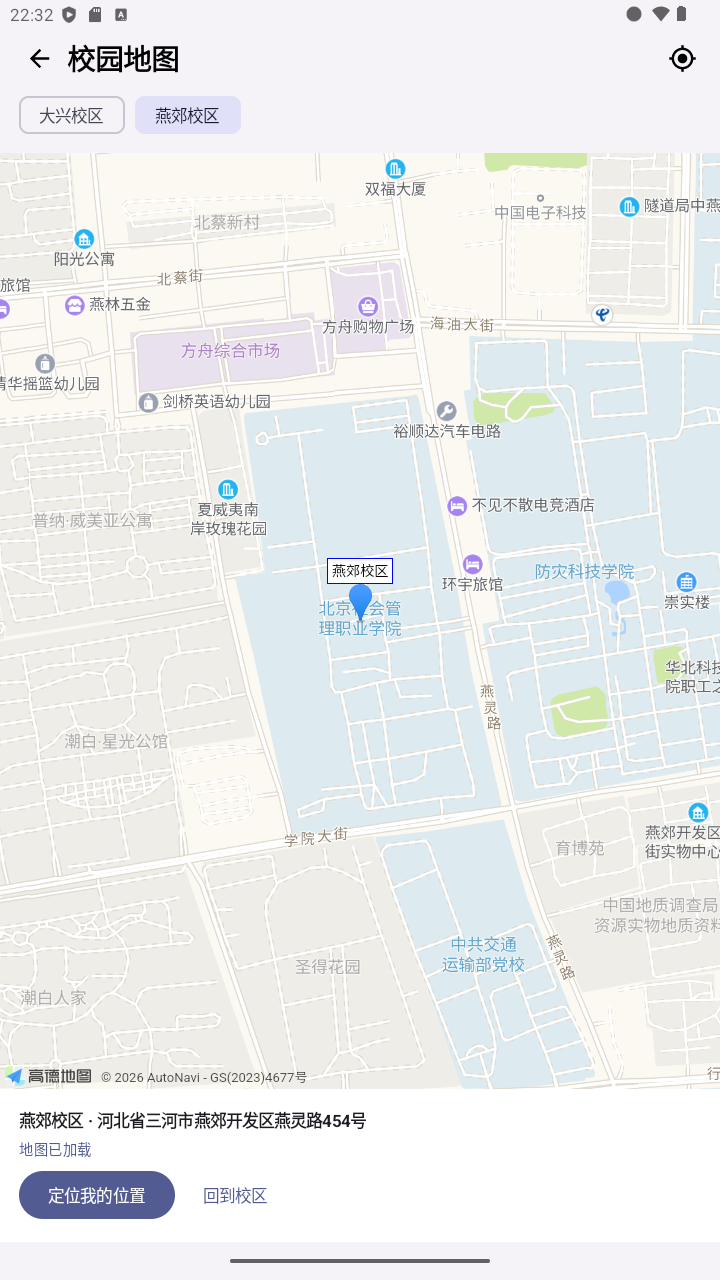 22:32
校园地图
大兴校区
燕郊校区
双福大厦
中国电子科技
隧道局中燕
北蔡新村
阳光公寓
北蔡街
旅馆
燕林五金
方舟购物广场
海油大街
方舟综合市场
清华摇篮幼儿园
剑桥英语幼儿园
裕顺达汽车电路
夏威夷南
岸玫瑰花园
不见不散电竞酒店
普纳·威美亚公寓
燕郊校区
环宇旅馆
防灾科技学院
崇实楼
理职业学院
华北科技
院职工之
燕灵路
潮白·星光公馆
学院大街
燕郊开发区
街实物中心
育博苑
中国地质调查局
资源实物地质资料
中共交通
运输部党校
燕灵路
圣得花园
潮白人家
行
高德地图
© 2026 AutoNavi - GS(2023)4677号
燕郊校区 · 河北省三河市燕郊开发区燕灵路454号
地图已加载
定位我的位置
回到校区